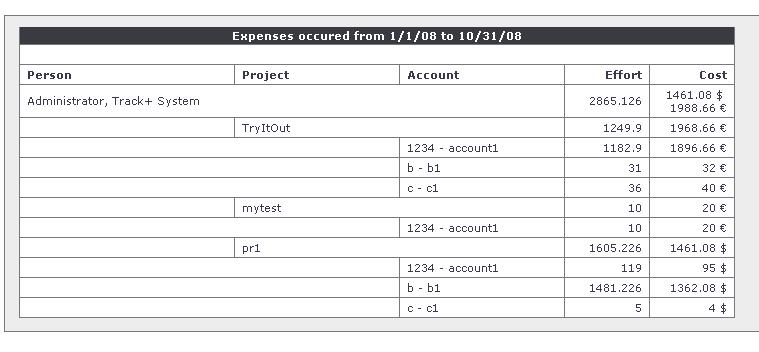 Expenses occured from 1/1/08 to 10/31/08
Person Project Account Effort Cost
Administrator, Track+ System 2865.126 1461.08 $
1988.66 €
TryItOut 1249.9 1968.66 €
1234 - account1 1182.9 1896.66 €
b - b1 31 32 €
c - c1 36 40 €
mytest 10 20 €
1234 - account1 10 20 €
pr1 1605.226 1461.08 $
1234 - account1 119 95 $
b - b1 1481.226 1362.08 $
c - c1 5 4 $